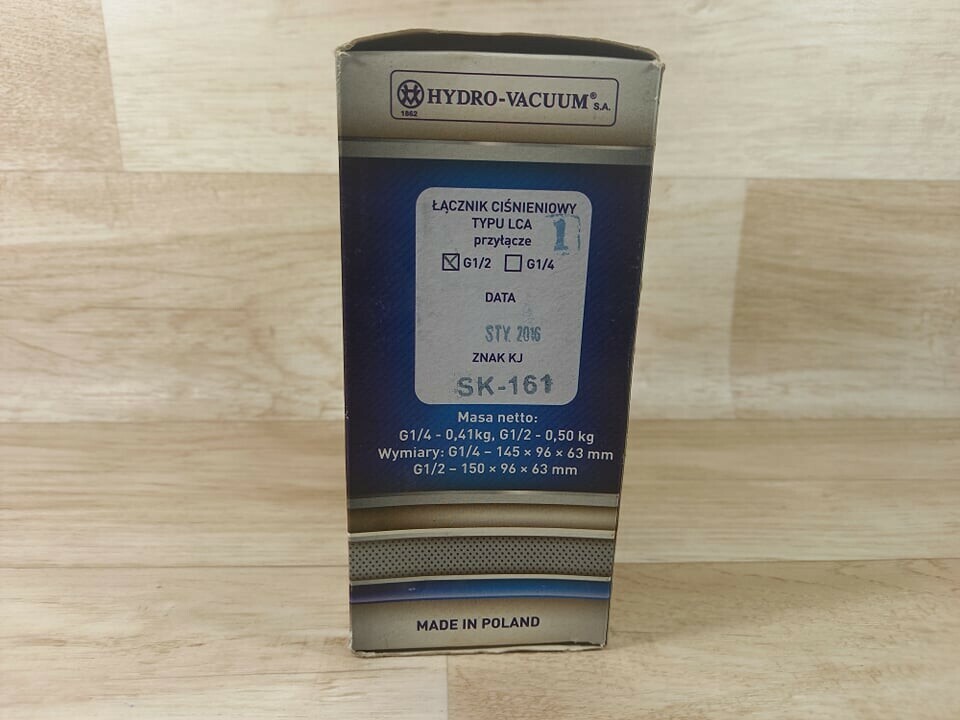 HYDRO-VACUUM® S.A.
1862
ŁĄCZNIK CIŚNIENIOWY
TYPU LCA
1
przyłącze
G1/2 G1/4
DATA
STY. 2016
ZNAK KJ
SK-161
Masa netto:
G1/4 - 0,41kg, G1/2 - 0,50 kg
Wymiary: G1/4 – 145 × 96 × 63 mm
G1/2 – 150 × 96 × 63 mm
MADE IN POLAND